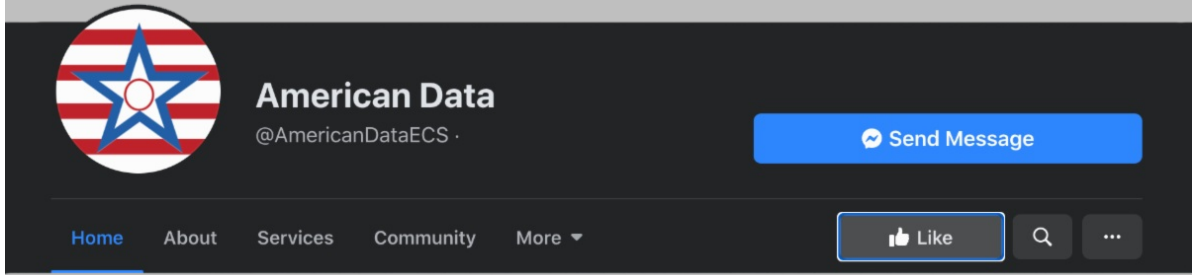 American Data
@AmericanDataECS ·
Send Message
Home About Services Community More
Like